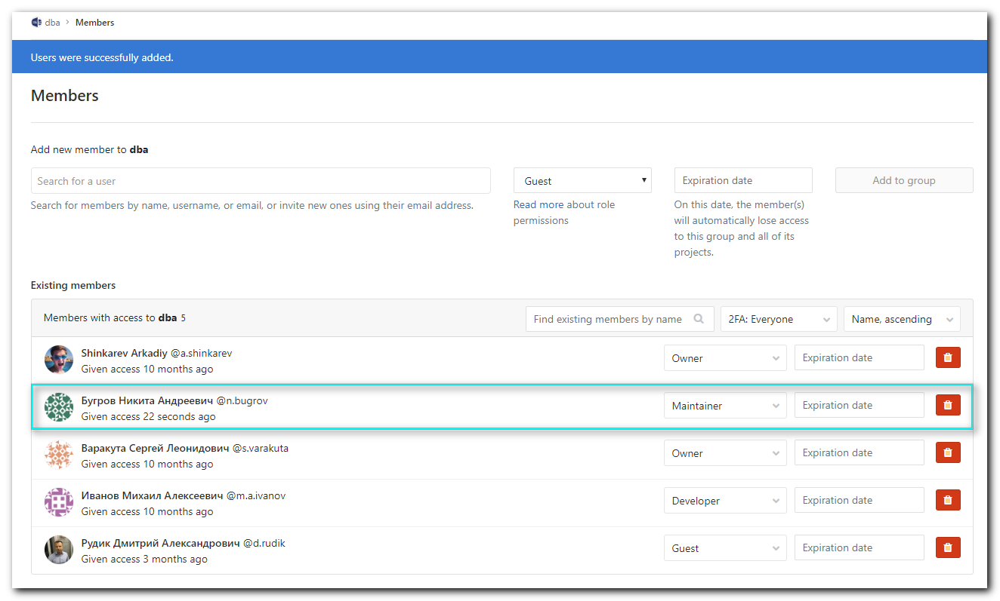 dba > Members
Users were successfully added.
Members
Add new member to dba
Search for a user
Guest
Expiration date
Add to group
Search for members by name, username, or email, or invite new ones using their email address.
Read more about role
permissions
On this date, the member(s)
will automatically lose access
to this group and all of its
projects.
Existing members
Members with access to dba 5
Find existing members by name
2FA: Everyone
Name, ascending
Shinkarev Arkadiy @a.shinkarev
Given access 10 months ago
Owner
Expiration date
Бугров Никита Андреевич @n.bugrov
Given access 22 seconds ago
Maintainer
Expiration date
Варакута Сергей Леонидович @s.varakuta
Given access 10 months ago
Owner
Expiration date
Иванов Михаил Алексеевич @m.a.ivanov
Given access 10 months ago
Developer
Expiration date
Рудик Дмитрий Александрович @d.rudik
Given access 3 months ago
Guest
Expiration date